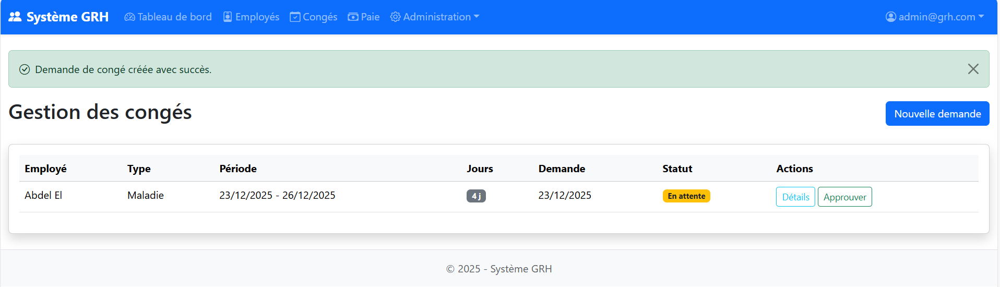 Système GRH Tableau de bord Employés Congés Paie Administration admin@grh.com
Demande de congé créée avec succès.
Gestion des congés Nouvelle demande
Employé Type Période Jours Demande Statut Actions
Abdel El Maladie 23/12/2025 - 26/12/2025 4 j 23/12/2025 En attente Détails Approuver
© 2025 - Système GRH